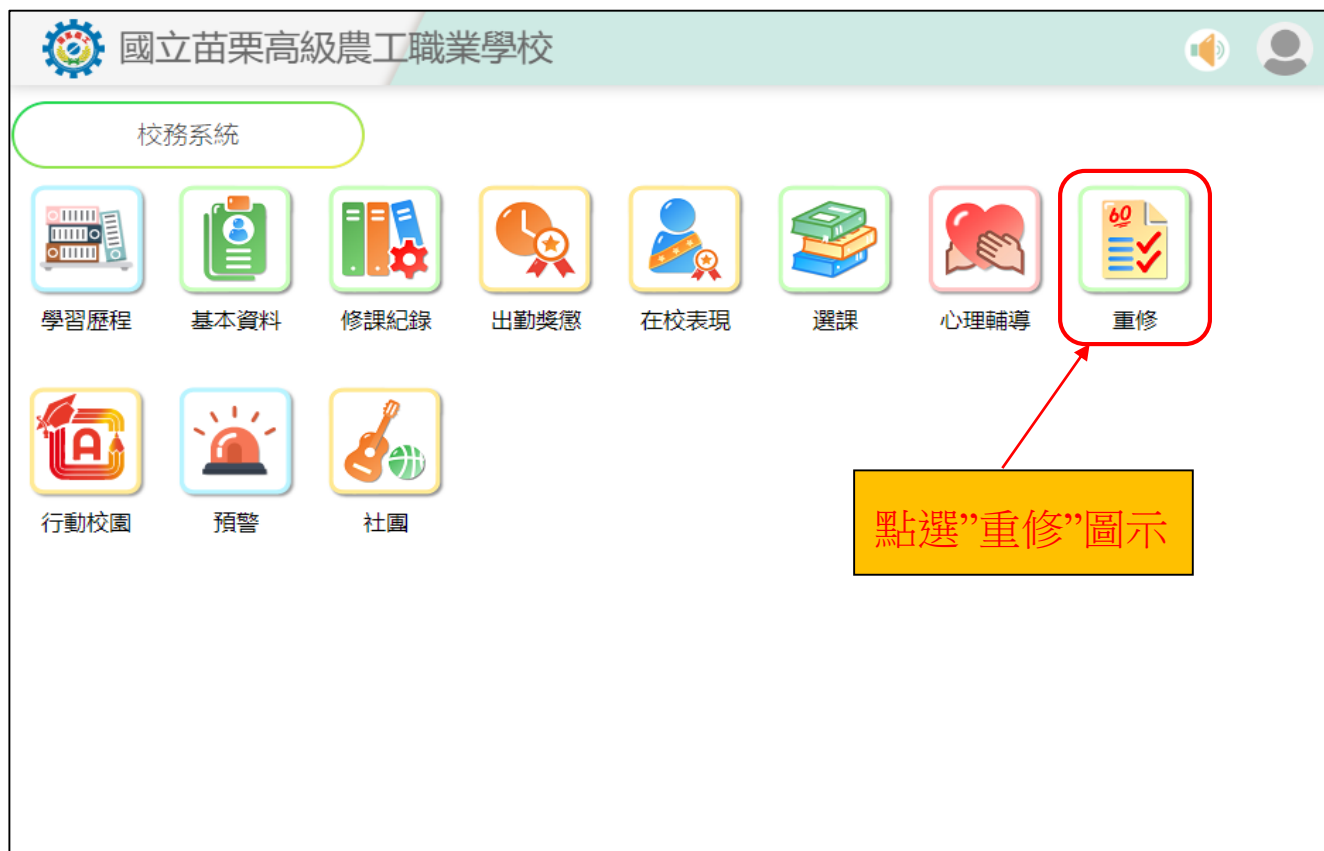 國立苗栗高級農工職業學校
校務系統
60
學習歷程 基本資料 修課紀錄 出勤獎懲 在校表現 選課 心理輔導 重修
A
行動校園 預警 社團
點選”重修”圖示